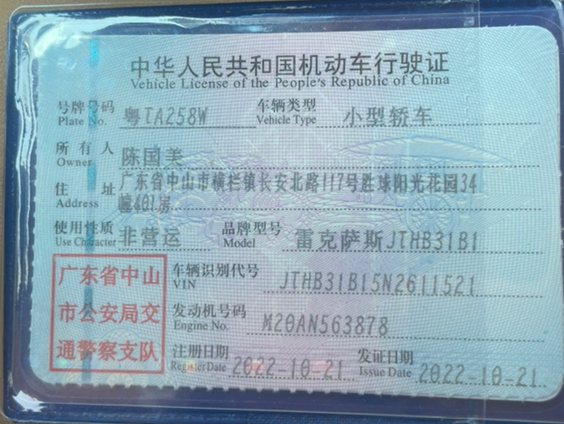 中华人民共和国机动车行驶证
Vehicle License of the People's Republic of China
号牌号码 粤TA258W 车辆类型 小型轿车
Plate No. Vehicle Type
所有人 陈国美
Owner
住址 广东省中山市横栏镇长安北路117号胜球阳光花园34
Address 幢401房
使用性质 非营运 品牌型号 雷克萨斯JTHB31B1
Use Character Model
广东省中山
市公安局交
通警察支队
车辆识别代号 JTHB31B15N2611521
VIN
发动机号码 M20AN563878
Engine No.
注册日期 2022-10-21 发证日期 2022-10-21
Register Date Issue Date